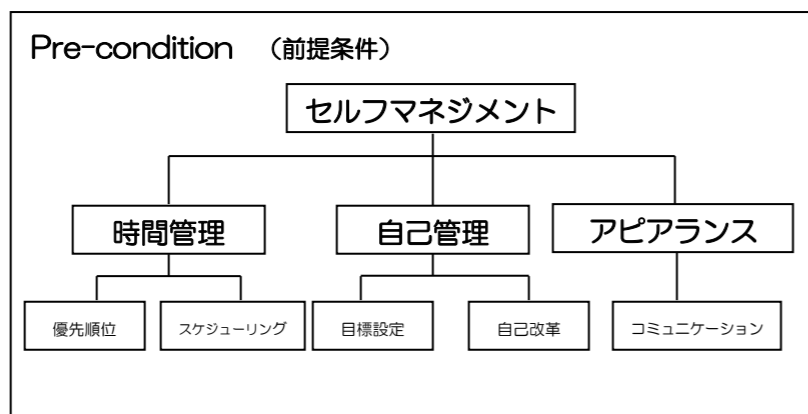 Pre-condition （前提条件）
セルフマネジメント
時間管理
自己管理
アピアランス
優先順位
スケジューリング
目標設定
自己改革
コミュニケーション